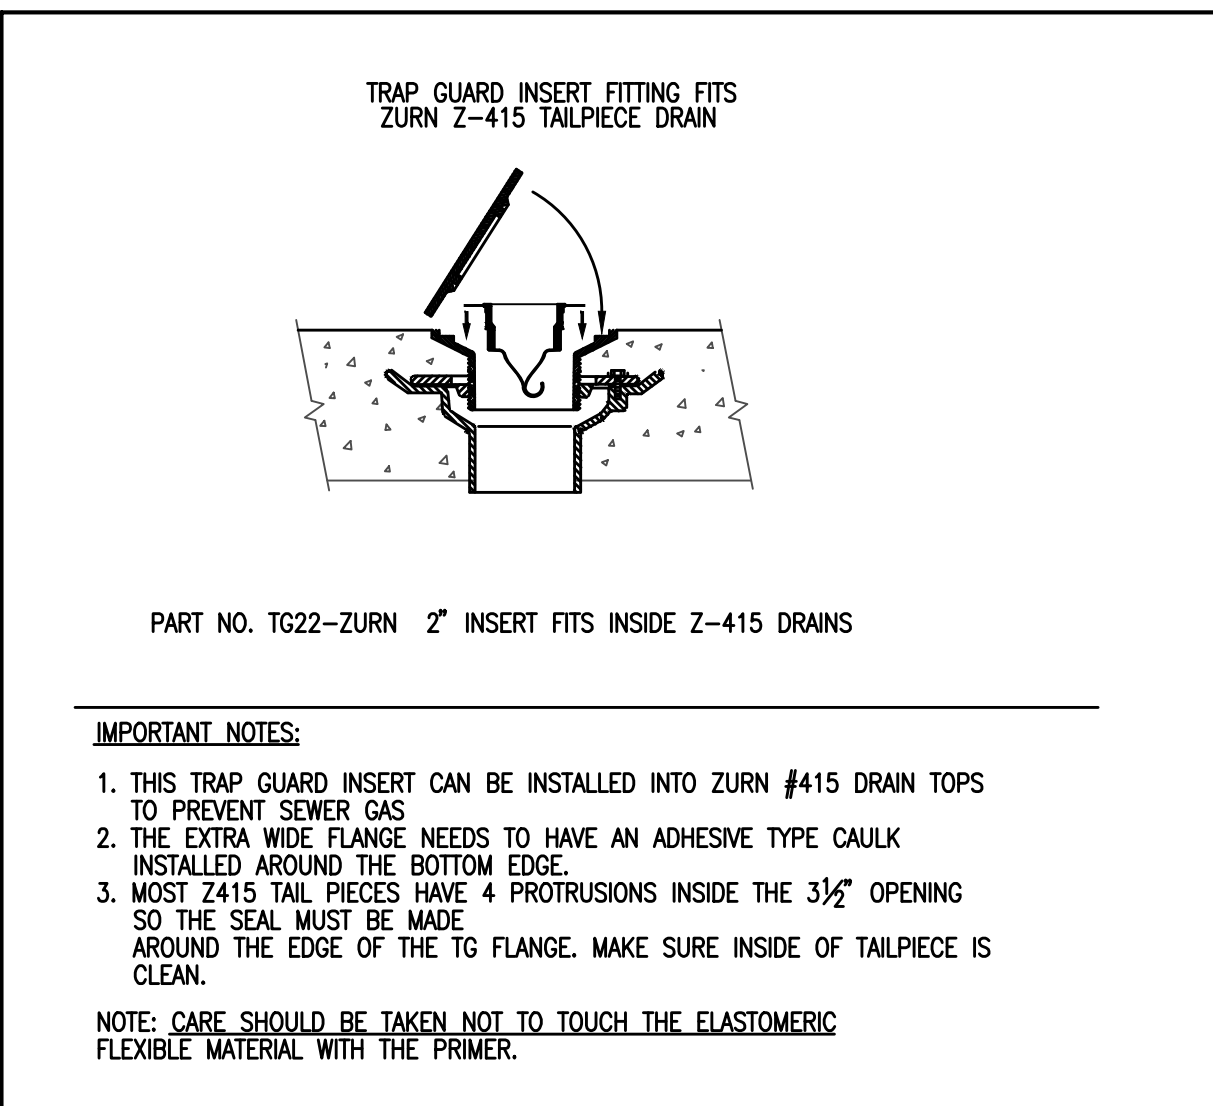 TRAP GUARD INSERT FITTING FITS
ZURN Z-415 TAILPIECE DRAIN
PART NO. TG22-ZURN 2" INSERT FITS INSIDE Z-415 DRAINS
IMPORTANT NOTES:
1. THIS TRAP GUARD INSERT CAN BE INSTALLED INTO ZURN #415 DRAIN TOPS
TO PREVENT SEWER GAS
2. THE EXTRA WIDE FLANGE NEEDS TO HAVE AN ADHESIVE TYPE CAULK
INSTALLED AROUND THE BOTTOM EDGE.
3. MOST Z415 TAIL PIECES HAVE 4 PROTRUSIONS INSIDE THE 3½" OPENING
SO THE SEAL MUST BE MADE
AROUND THE EDGE OF THE TG FLANGE. MAKE SURE INSIDE OF TAILPIECE IS
CLEAN.
NOTE: CARE SHOULD BE TAKEN NOT TO TOUCH THE ELASTOMERIC
FLEXIBLE MATERIAL WITH THE PRIMER.